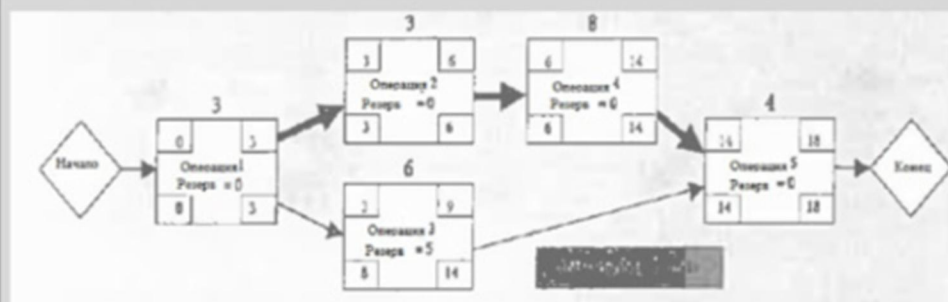 3
8
3
6
Операция 2
Резерв = 0
3
6
6
14
Операция 4
Резерв = 0
6
14
3
4
Начало
0
3
Операция 1
Резерв = 0
0
3
6
14
18
Операция 5
Резерв = 0
14
18
Конец
9
Операция 3
Резерв = 5
8
14